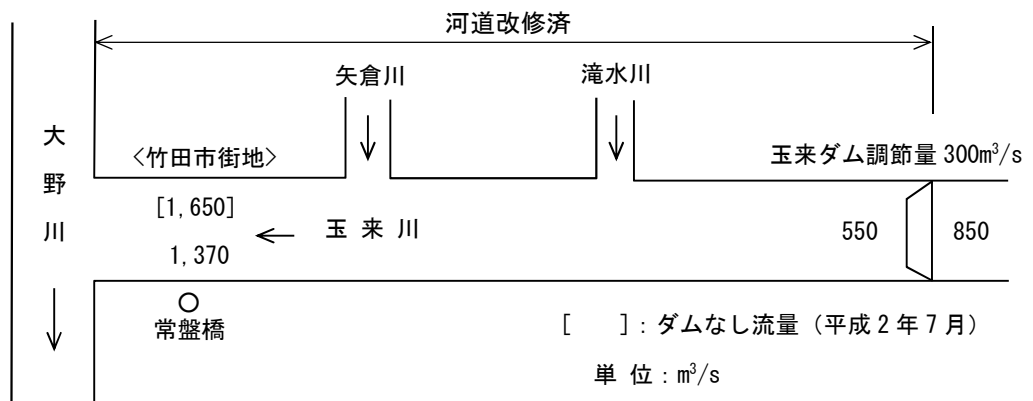 河道改修済
矢倉川
滝水川
大野川
<竹田市街地>
玉来ダム調節量 300m³/s
[1,650]
玉来川
1,370
550
850
常盤橋
[　]：ダムなし流量（平成２年７月）
単位：m³/s